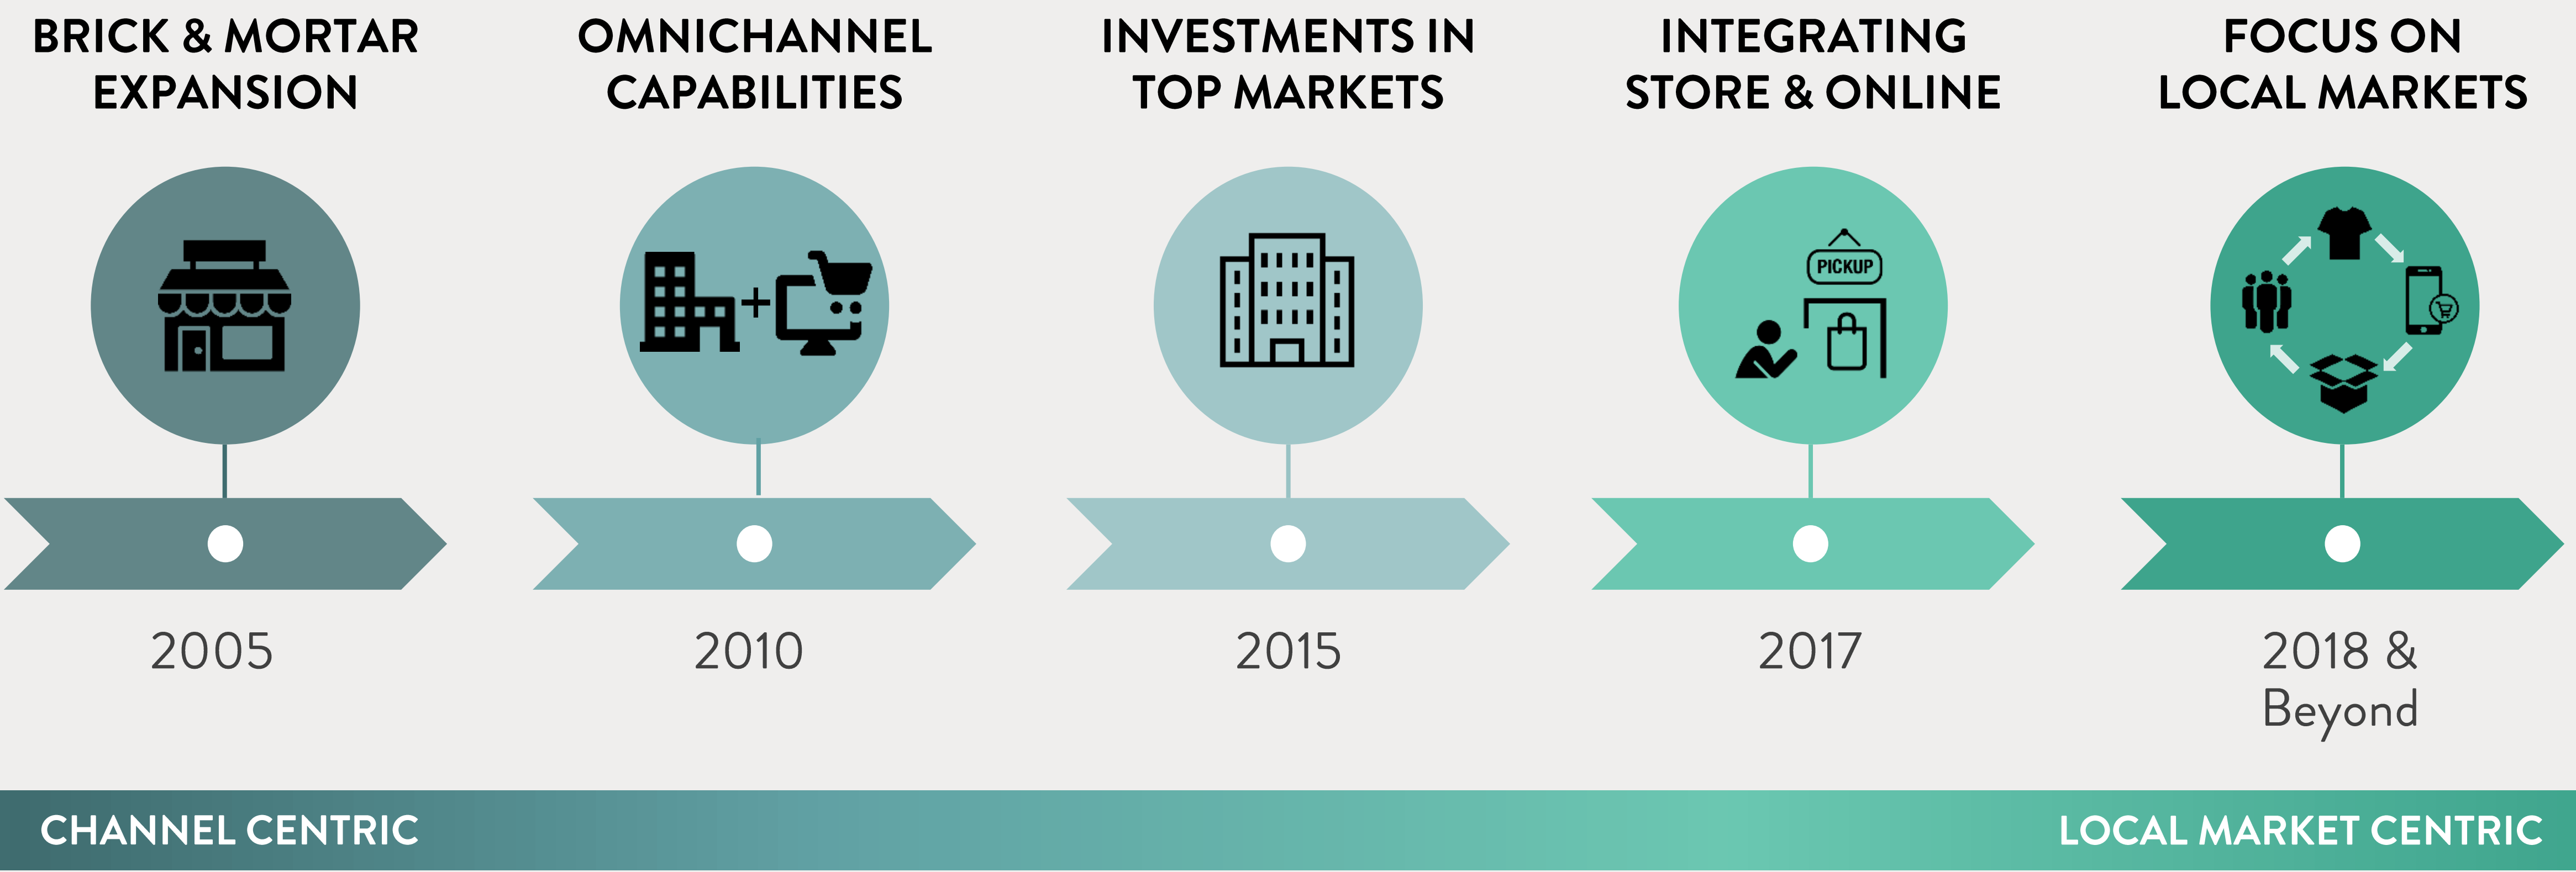 BRICK & MORTAR
EXPANSION
OMNICHANNEL
CAPABILITIES
INVESTMENTS IN
TOP MARKETS
INTEGRATING
STORE & ONLINE
FOCUS ON
LOCAL MARKETS
+
PICKUP
2005
2010
2015
2017
2018 &
Beyond
CHANNEL CENTRIC
LOCAL MARKET CENTRIC